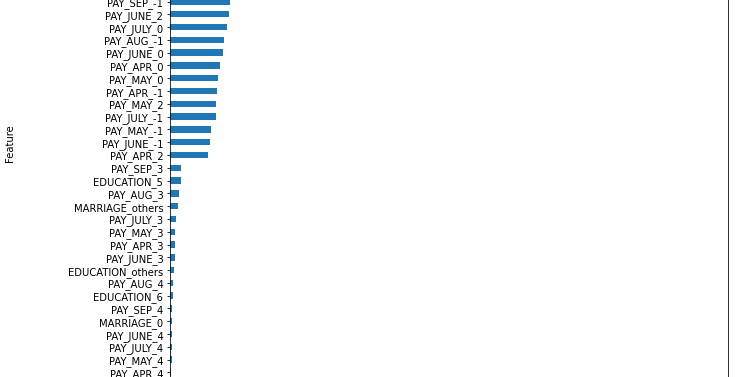 PAY_SEP_-1
PAY_JUNE_2
PAY_JULY_0
PAY_AUG_-1
PAY_JUNE_0
PAY_APR_0
PAY_MAY_0
PAY_APR_-1
PAY_MAY_2
PAY_JULY_-1
PAY_MAY_-1
PAY_JUNE_-1
PAY_APR_2
Feature
PAY_SEP_3
EDUCATION_5
PAY_AUG_3
MARRIAGE_others
PAY_JULY_3
PAY_MAY_3
PAY_APR_3
PAY_JUNE_3
EDUCATION_others
PAY_AUG_4
EDUCATION_6
PAY_SEP_4
MARRIAGE_0
PAY_JUNE_4
PAY_JULY_4
PAY_MAY_4
PAY_APR_4